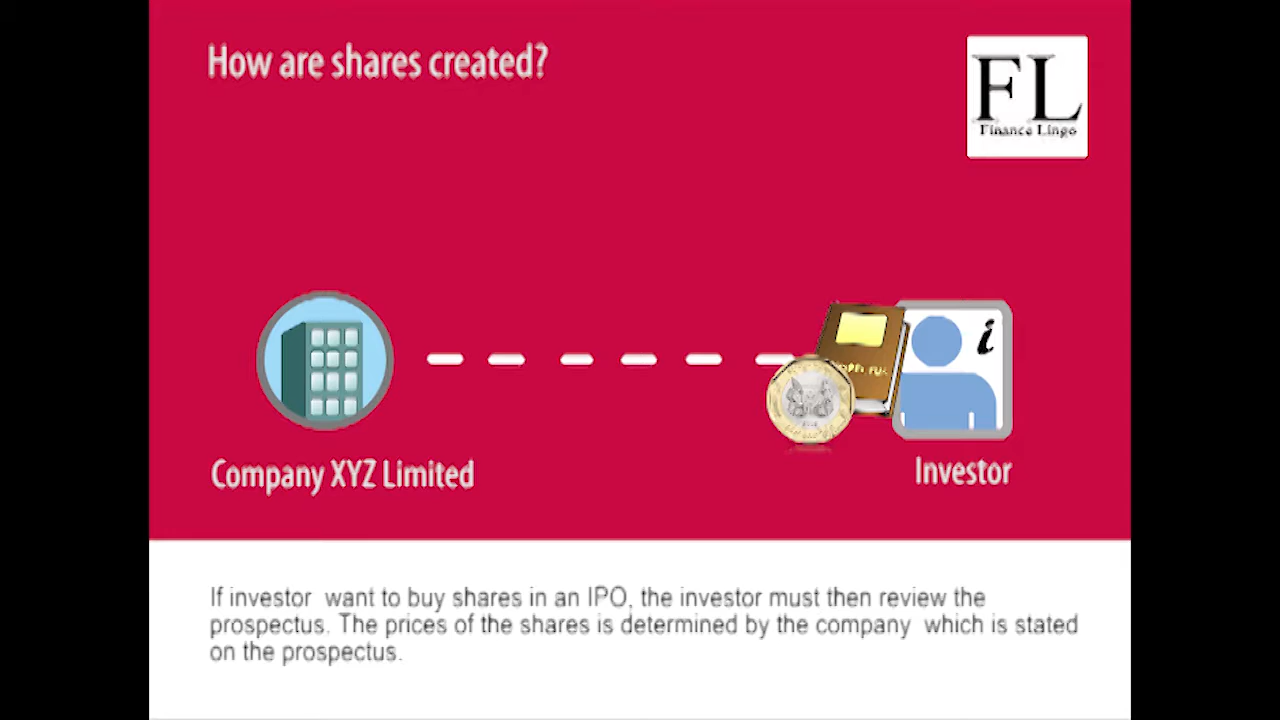 How are shares created?
FL
Finance Lingo
i
Company XYZ Limited
Investor
If investor  want to buy shares in an IPO, the investor must then review the
prospectus. The prices of the shares is determined by the company  which is stated
on the prospectus.